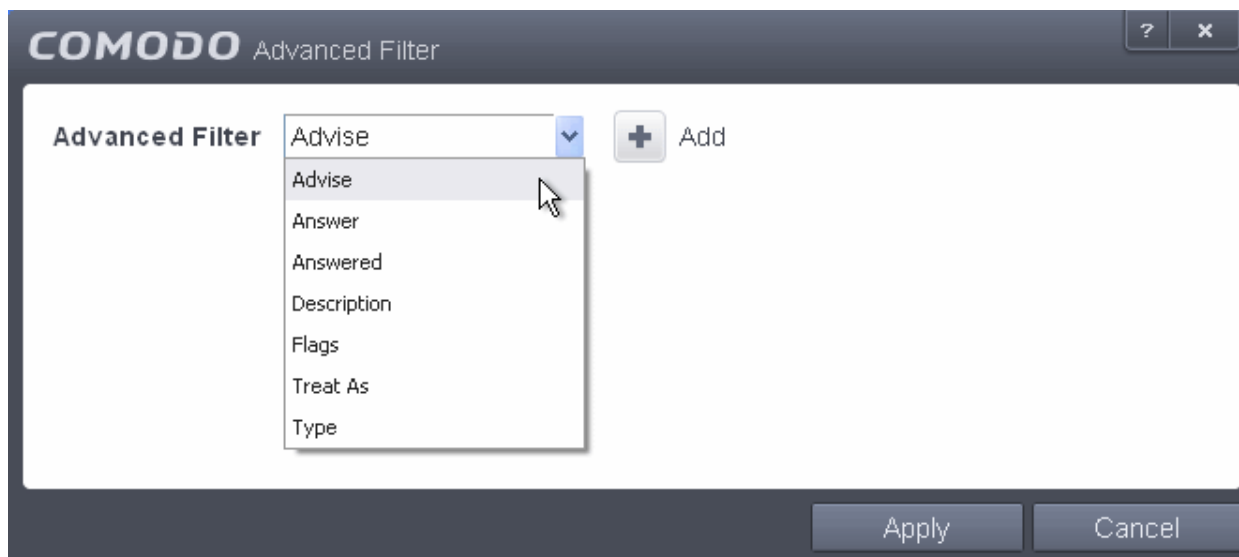 COMODO Advanced Filter ? x
Advanced Filter Advise + Add
Advise
Answer
Answered
Description
Flags
Treat As
Type
Apply Cancel